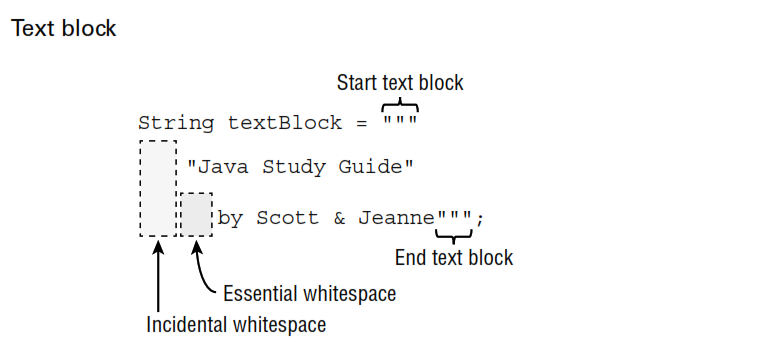 Text block
Start text block
String textBlock = """
"Java Study Guide"
by Scott & Jeanne""";
End text block
Essential whitespace
Incidental whitespace